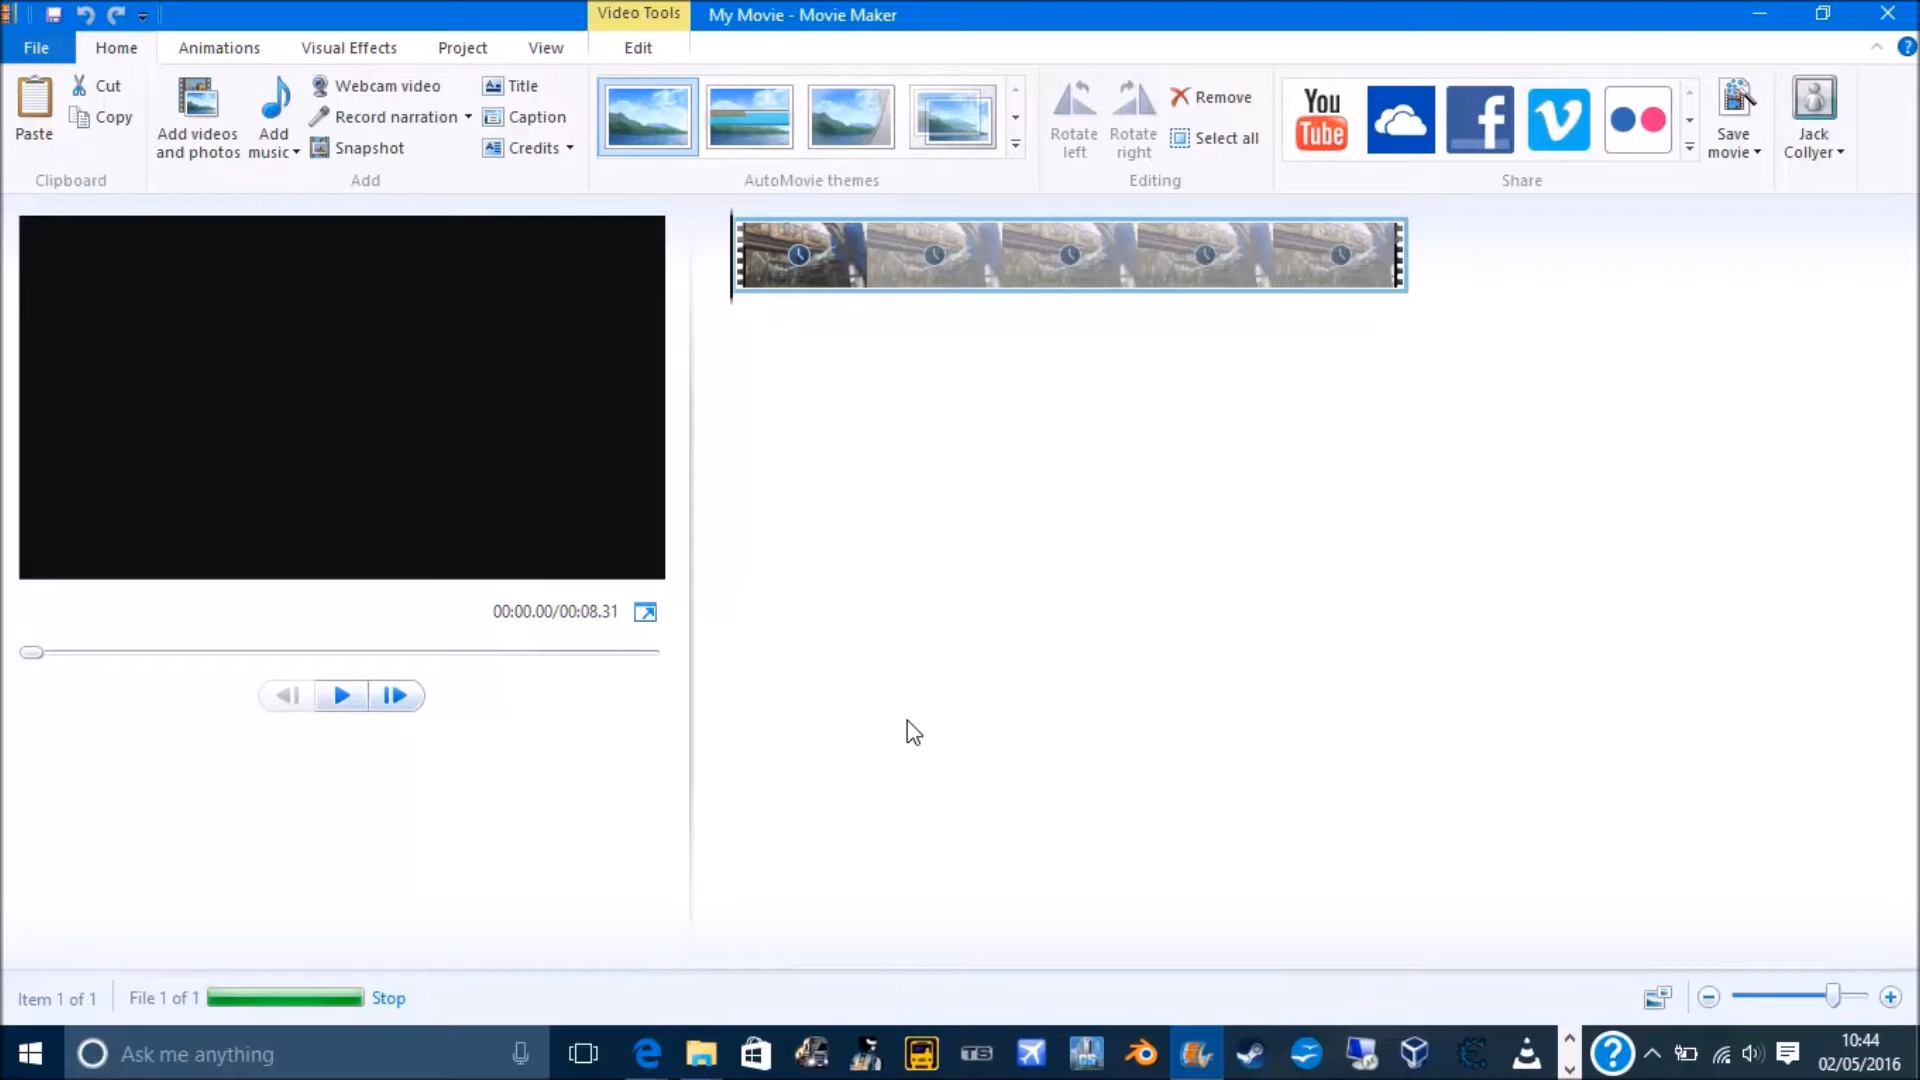 Video Tools
My Movie - Movie Maker
File
Home
Animations
Visual Effects
Project
View
Edit
Paste
Cut
Copy
Clipboard
Add videos
and photos
Add
music
Webcam video
Record narration
Snapshot
Title
Caption
Credits
Add
AutoMovie themes
Rotate
left
Rotate
right
Remove
Select all
Editing
You
Tube
Share
Save
movie
Jack
Collyer
00:00.00/00:08.31
Item 1 of 1
File 1 of 1
Stop
Ask me anything
TS
10:44
02/05/2016